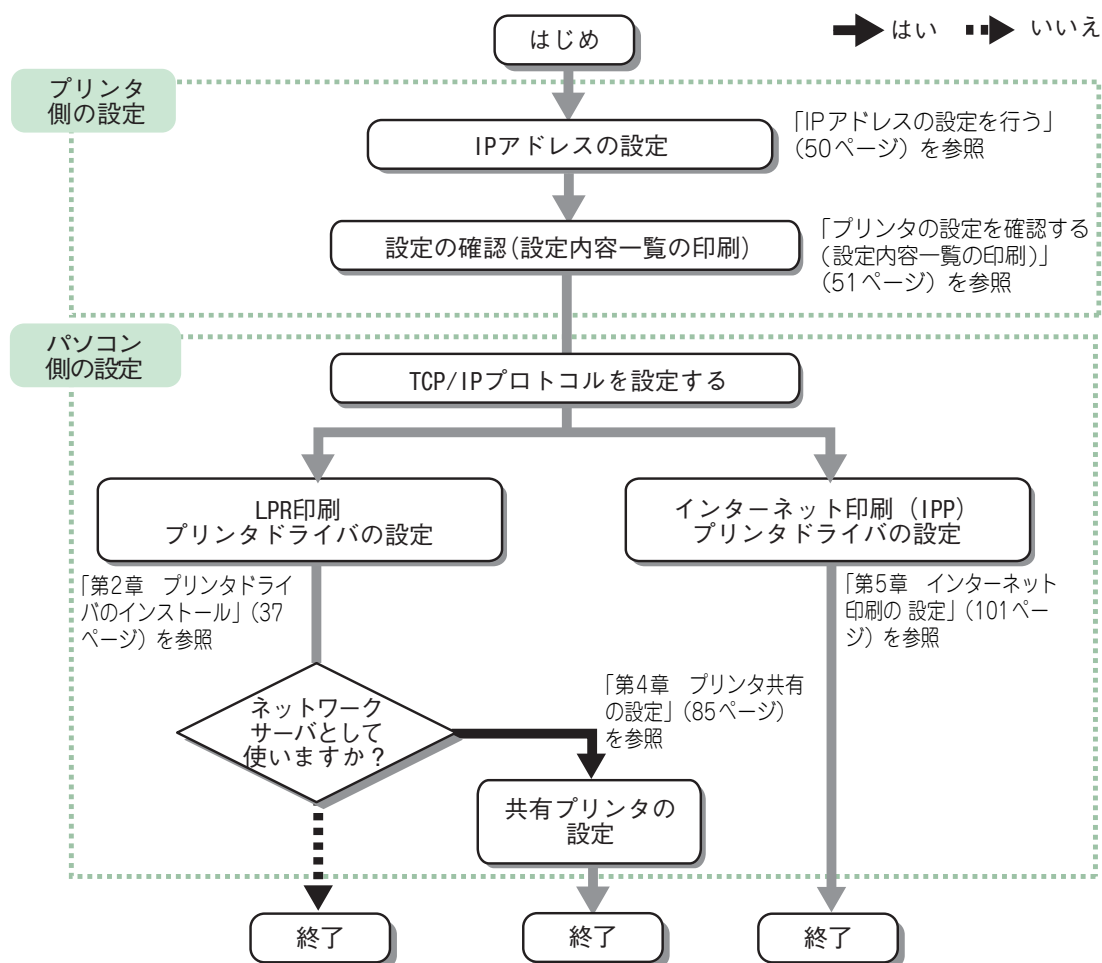 はじめ
はい
いいえ
プリンタ
側の設定
IPアドレスの設定
「IPアドレスの設定を行う」
(50ページ)を参照
設定の確認(設定内容一覧の印刷)
「プリンタの設定を確認する
(設定内容一覧の印刷)」
(51ページ)を参照
パソコン
側の設定
TCP/IPプロトコルを設定する
LPR印刷
プリンタドライバの設定
インターネット印刷(IPP)
プリンタドライバの設定
「第2章　プリンタドライ
バのインストール」(37
ページ)を参照
「第5章　インターネット
印刷の 設定」(101ペー
ジ)を参照
ネットワーク
サーバとして
使いますか?
「第4章　プリンタ共有
の設定」(85ページ)
を参照
共有プリンタの
設定
終了
終了
終了